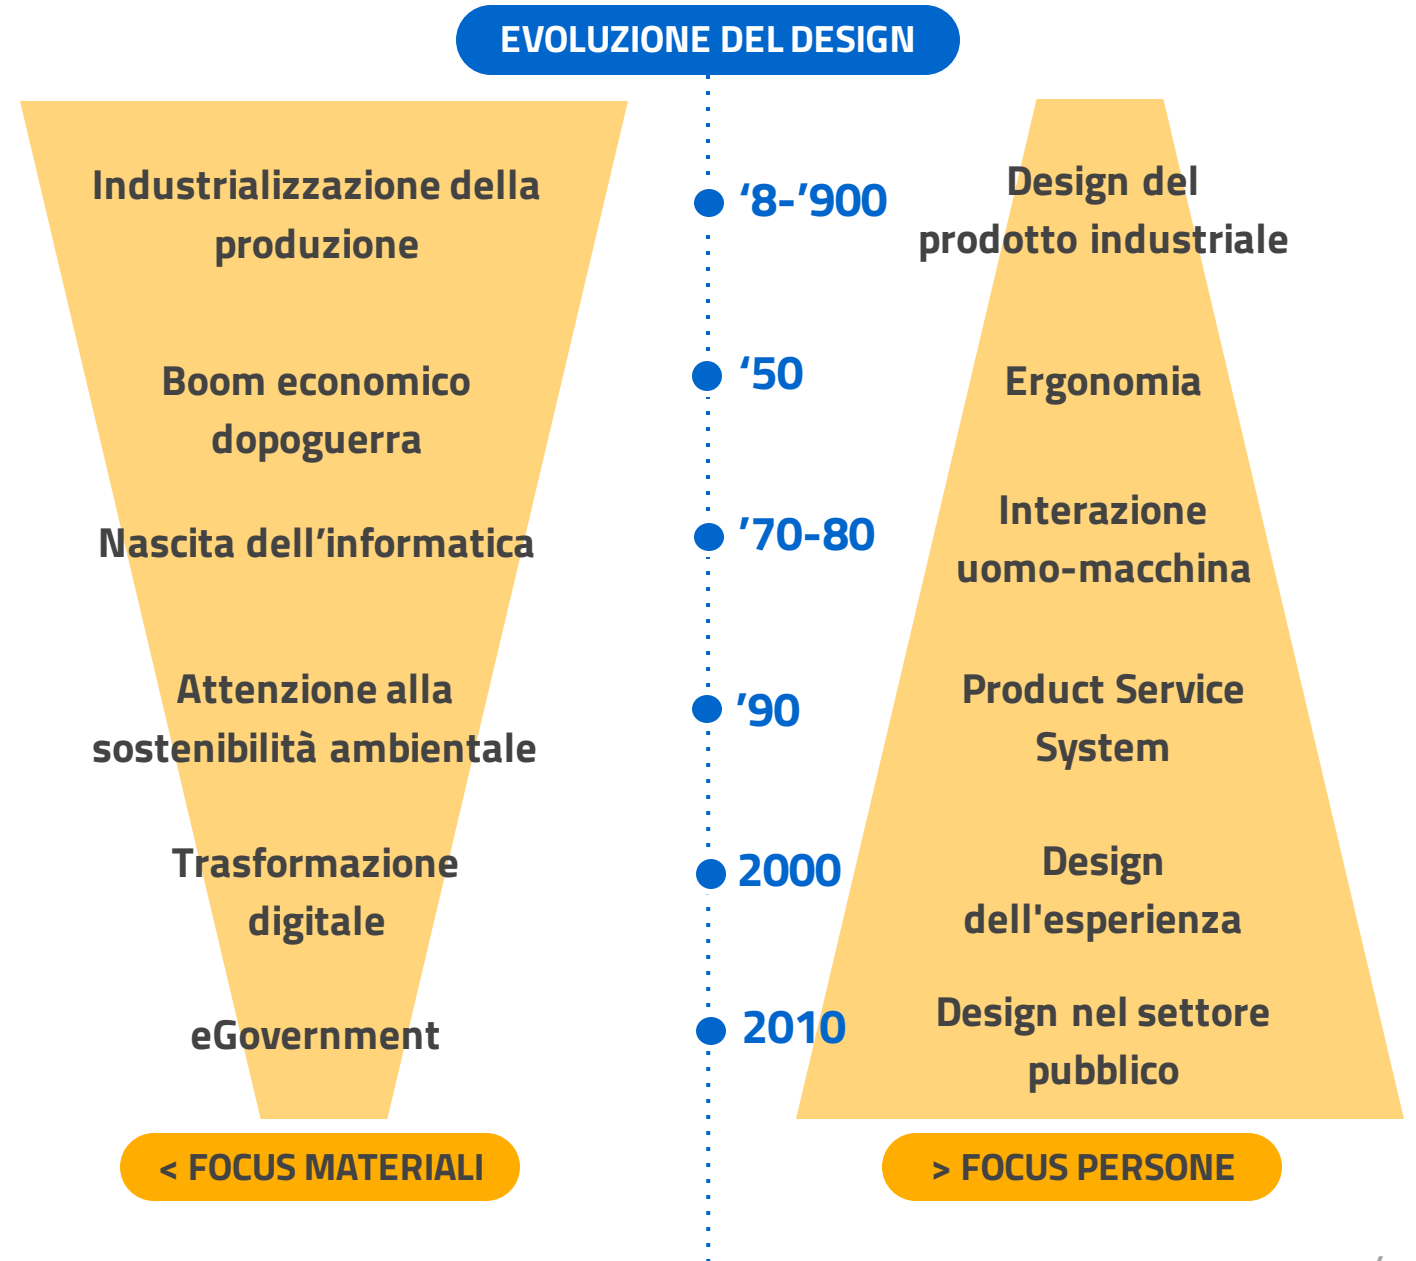 EVOLUZIONE DEL DESIGN
Industrializzazione della
produzione
‘8-’900
Design del
prodotto industriale
Boom economico
dopoguerra
‘50
Ergonomia
Nascita dell’informatica
’70-80
Interazione
uomo-macchina
Attenzione alla
sostenibilità ambientale
’90
Product Service
System
Trasformazione
digitale
2000
Design
dell'esperienza
eGovernment
2010
Design nel settore
pubblico
< FOCUS MATERIALI
> FOCUS PERSONE